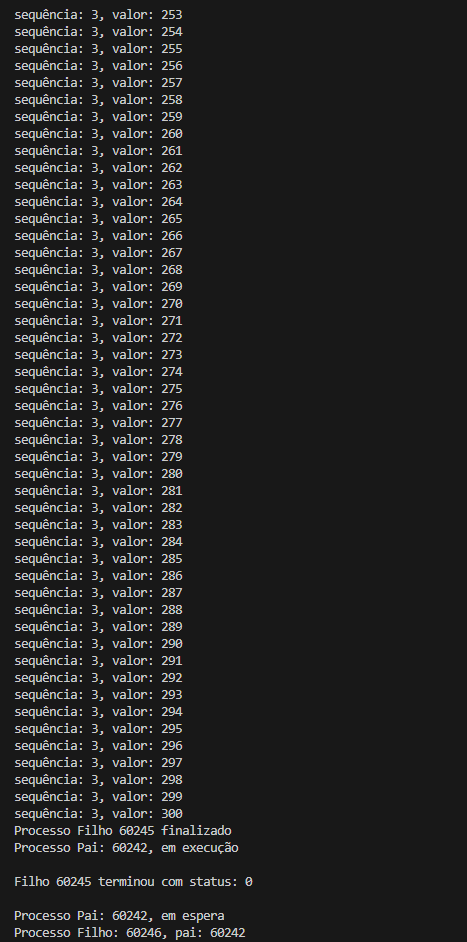 sequência: 3, valor: 253
sequência: 3, valor: 254
sequência: 3, valor: 255
sequência: 3, valor: 256
sequência: 3, valor: 257
sequência: 3, valor: 258
sequência: 3, valor: 259
sequência: 3, valor: 260
sequência: 3, valor: 261
sequência: 3, valor: 262
sequência: 3, valor: 263
sequência: 3, valor: 264
sequência: 3, valor: 265
sequência: 3, valor: 266
sequência: 3, valor: 267
sequência: 3, valor: 268
sequência: 3, valor: 269
sequência: 3, valor: 270
sequência: 3, valor: 271
sequência: 3, valor: 272
sequência: 3, valor: 273
sequência: 3, valor: 274
sequência: 3, valor: 275
sequência: 3, valor: 276
sequência: 3, valor: 277
sequência: 3, valor: 278
sequência: 3, valor: 279
sequência: 3, valor: 280
sequência: 3, valor: 281
sequência: 3, valor: 282
sequência: 3, valor: 283
sequência: 3, valor: 284
sequência: 3, valor: 285
sequência: 3, valor: 286
sequência: 3, valor: 287
sequência: 3, valor: 288
sequência: 3, valor: 289
sequência: 3, valor: 290
sequência: 3, valor: 291
sequência: 3, valor: 292
sequência: 3, valor: 293
sequência: 3, valor: 294
sequência: 3, valor: 295
sequência: 3, valor: 296
sequência: 3, valor: 297
sequência: 3, valor: 298
sequência: 3, valor: 299
sequência: 3, valor: 300
Processo Filho 60245 finalizado
Processo Pai: 60242, em execução
Filho 60245 terminou com status: 0
Processo Pai: 60242, em espera
Processo Filho: 60246, pai: 60242